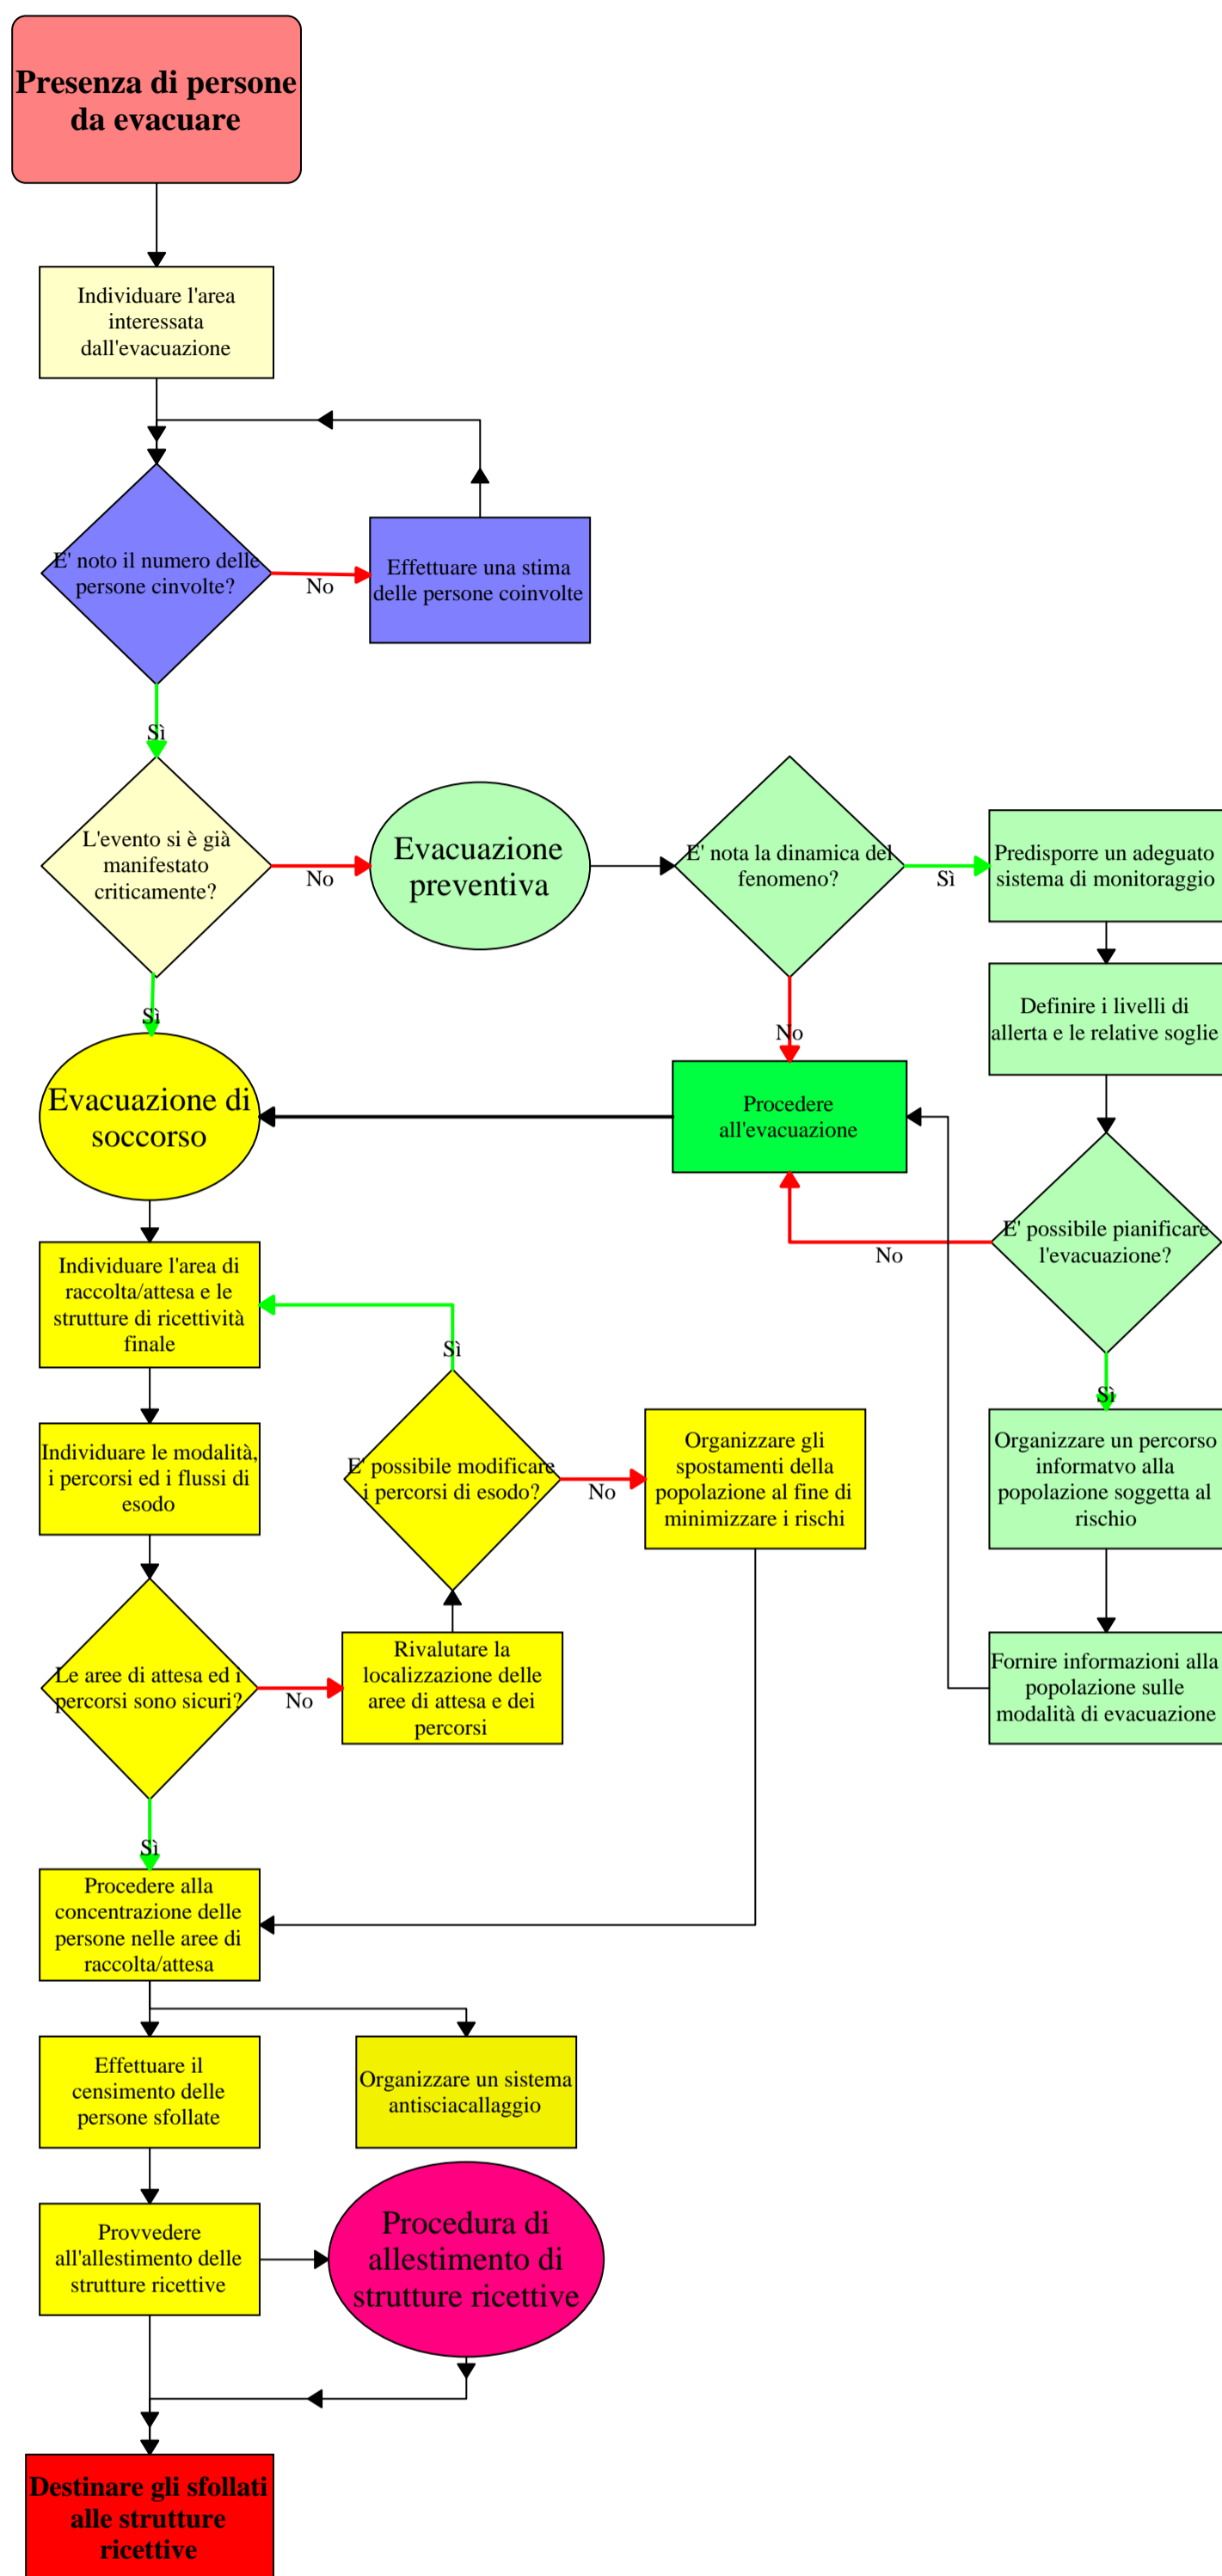 Presenza di persone
da evacuare
Individuare l'area
interessata
dall'evacuazione
E' noto il numero delle
persone cinvolte?
No
Effettuare una stima
delle persone coinvolte
Sì
L'evento si è già
manifestato
criticamente?
No
Evacuazione
preventiva
E' nota la dinamica del
fenomeno?
Sì
Predisporre un adeguato
sistema di monitoraggio
Sì
No
Definire i livelli di
allerta e le relative soglie
Evacuazione di
soccorso
Procedere
all'evacuazione
E' possibile pianificare
l'evacuazione?
No
Sì
Individuare l'area di
raccolta/attesa e le
strutture di ricettività
finale
Sì
Individuare le modalità,
i percorsi ed i flussi di
esodo
E' possibile modificare
i percorsi di esodo?
No
Organizzare gli
spostamenti della
popolazione al fine di
minimizzare i rischi
Organizzare un percorso
informatvo alla
popolazione soggetta al
rischio
Le aree di attesa ed i
percorsi sono sicuri?
No
Rivalutare la
localizzazione delle
aree di attesa e dei
percorsi
Fornire informazioni alla
popolazione sulle
modalità di evacuazione
Sì
Procedere alla
concentrazione delle
persone nelle aree di
raccolta/attesa
Effettuare il
censimento delle
persone sfollate
Organizzare un sistema
antisciacallaggio
Provvedere
all'allestimento delle
strutture ricettive
Procedura di
allestimento di
strutture ricettive
Destinare gli sfollati
alle strutture
ricettive